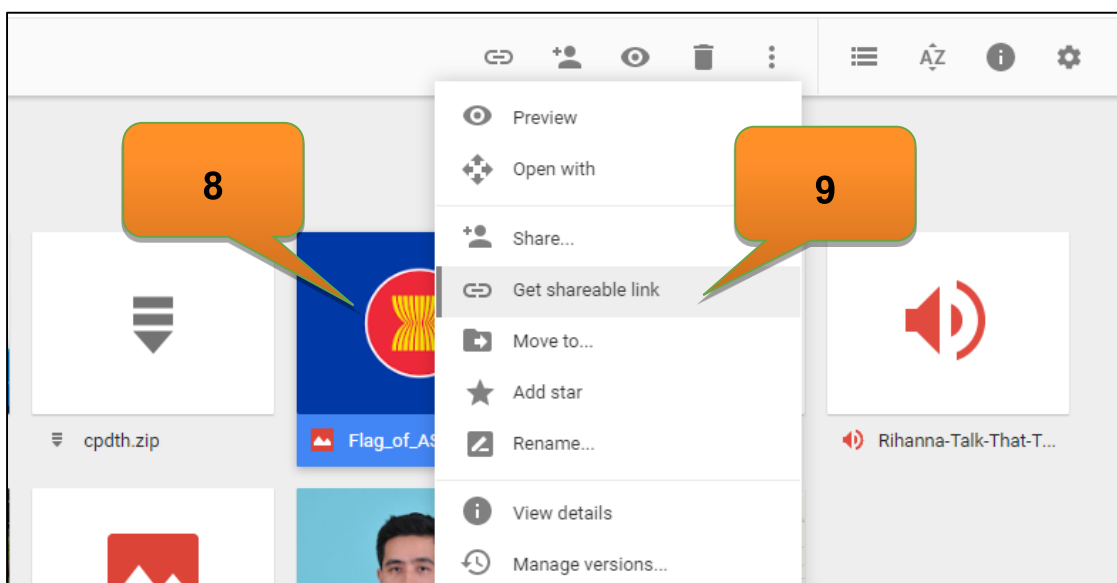 AZ
Preview
Open with
8
9
Share...
Get shareable link
Move to...
Add star
cpdth.zip
Flag_of_AS
Rihanna-Talk-That-T...
Rename...
View details
Manage versions...